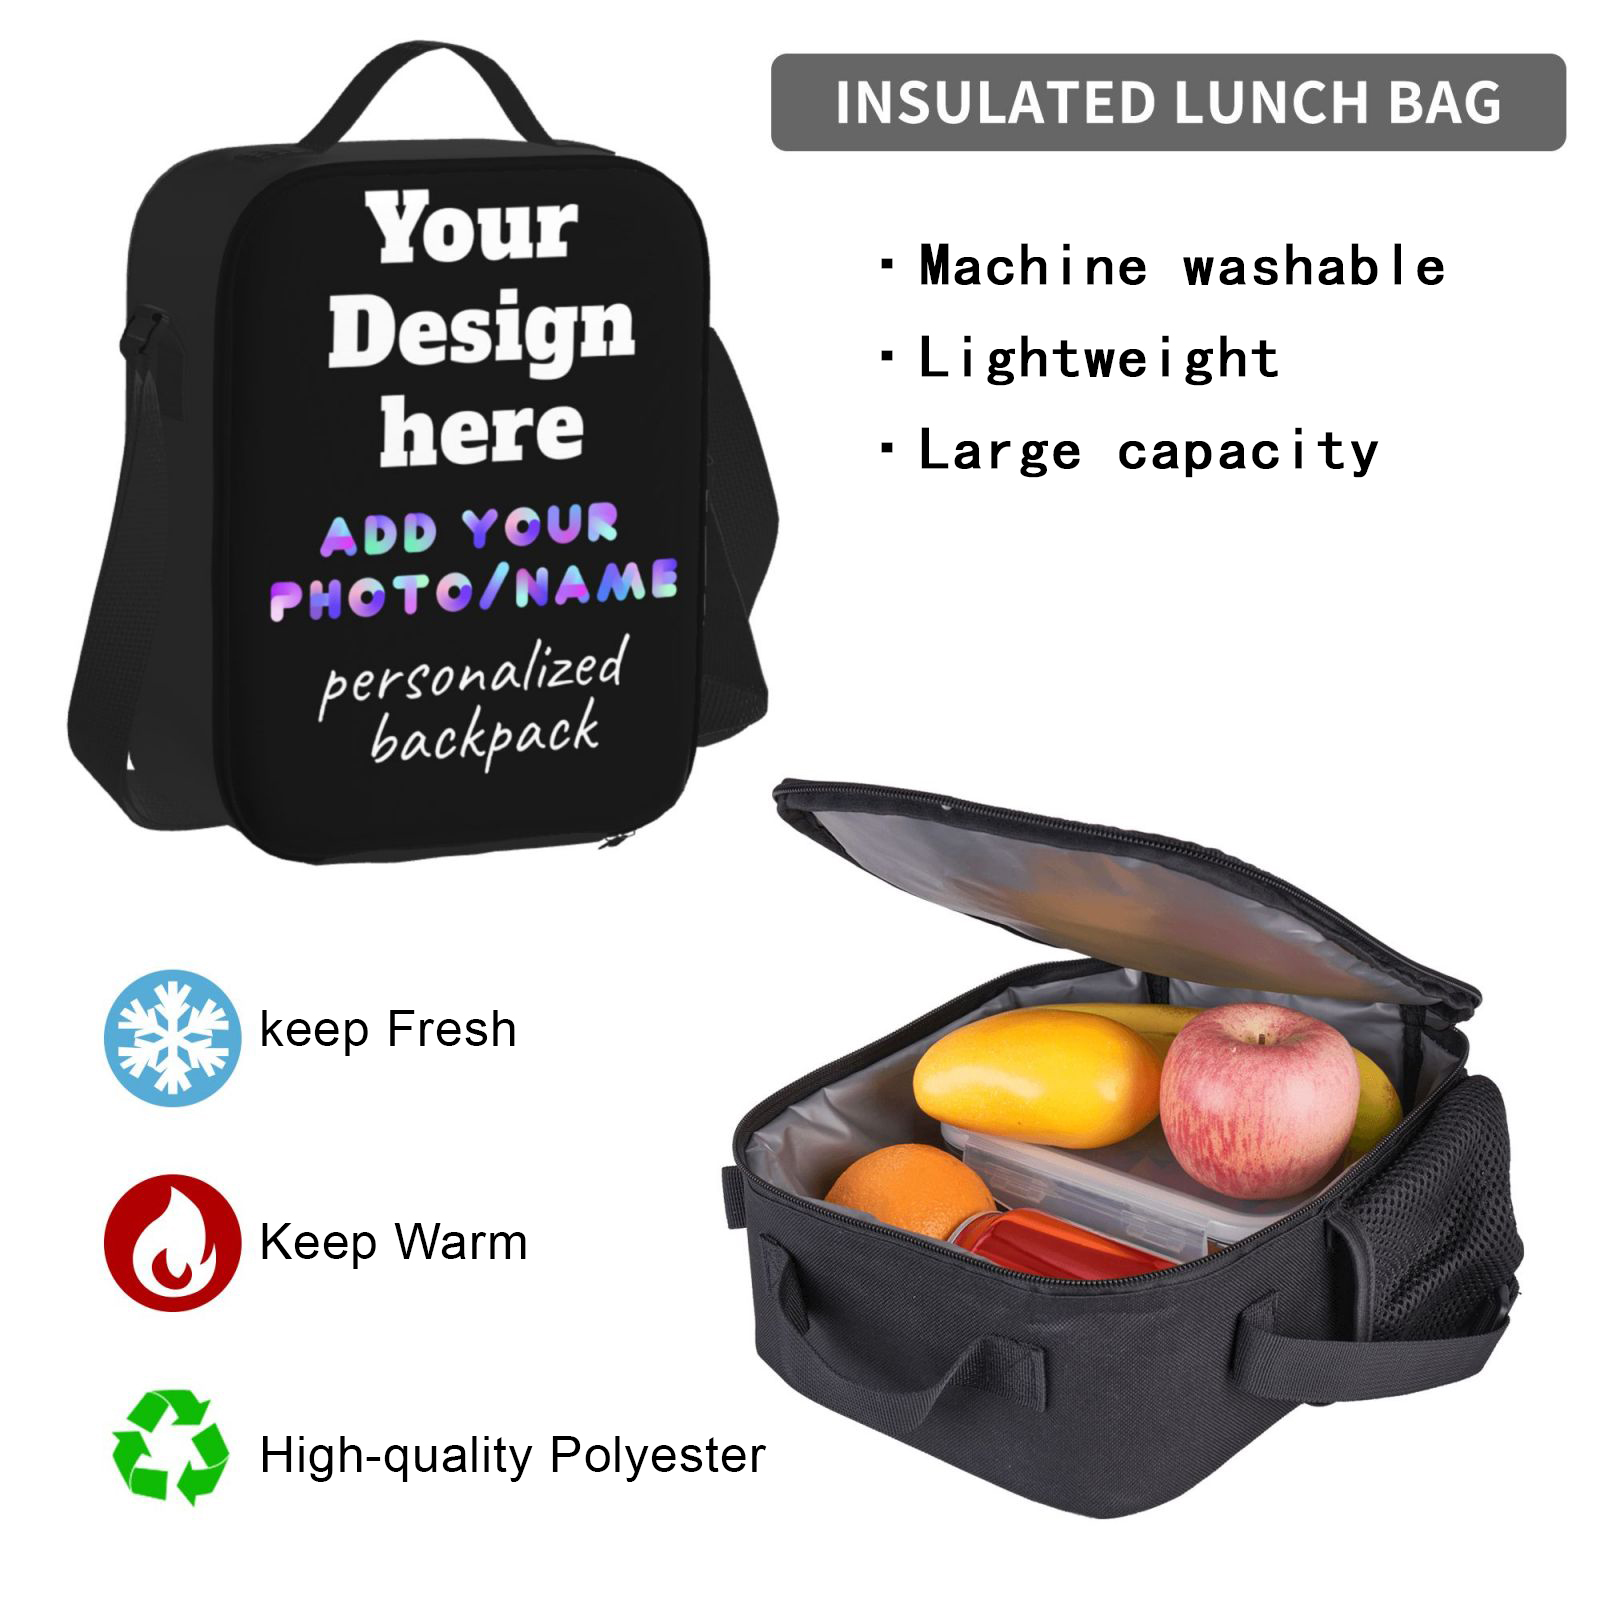 INSULATED LUNCH BAG
Your
Design
here
ADD YOUR
PHOTO/NAME
personalized
backpack
· Machine washable
· Lightweight
· Large capacity
keep Fresh
Keep Warm
High-quality Polyester